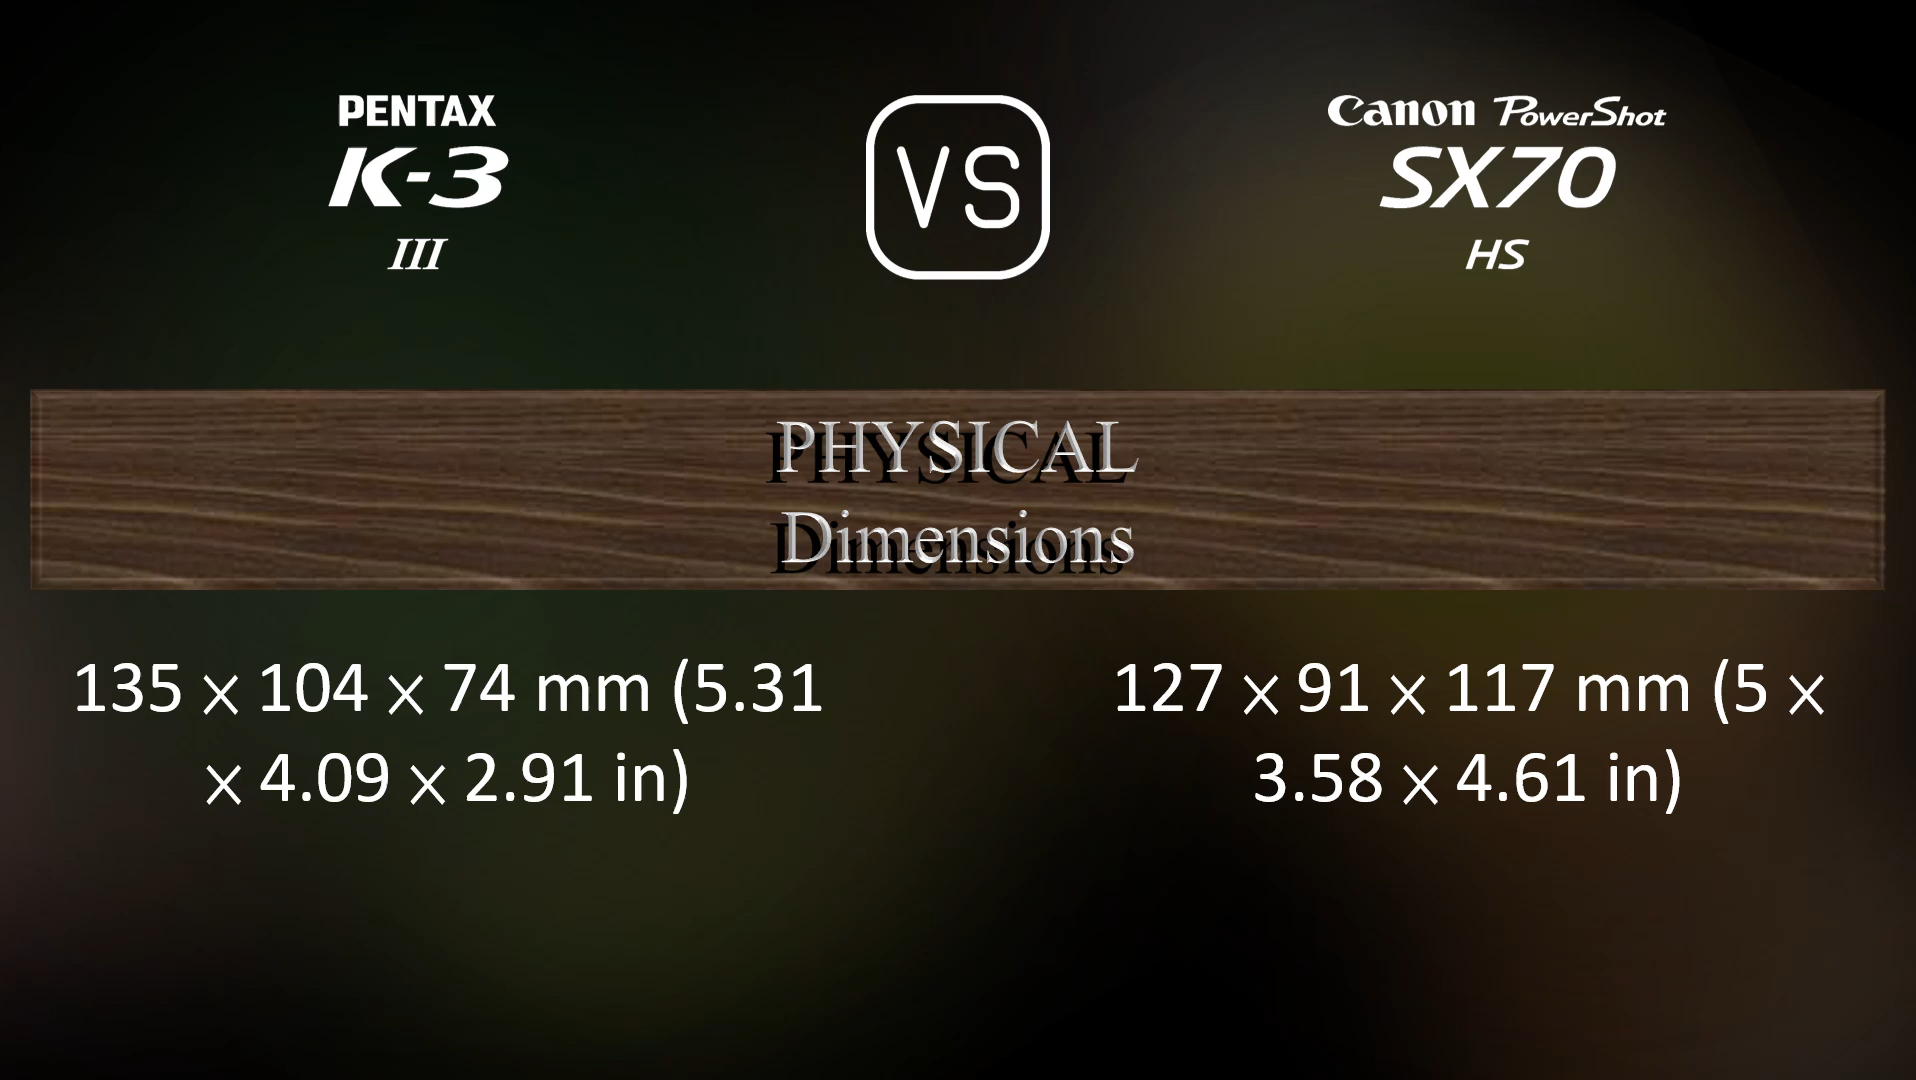 PENTAX
K-3
III
VS
Canon PowerShot
SX70
HS
PHYSICAL
Dimensions
135 x 104 x 74 mm (5.31
x 4.09 x 2.91 in)
127 x 91 x 117 mm (5 x
3.58 x 4.61 in)